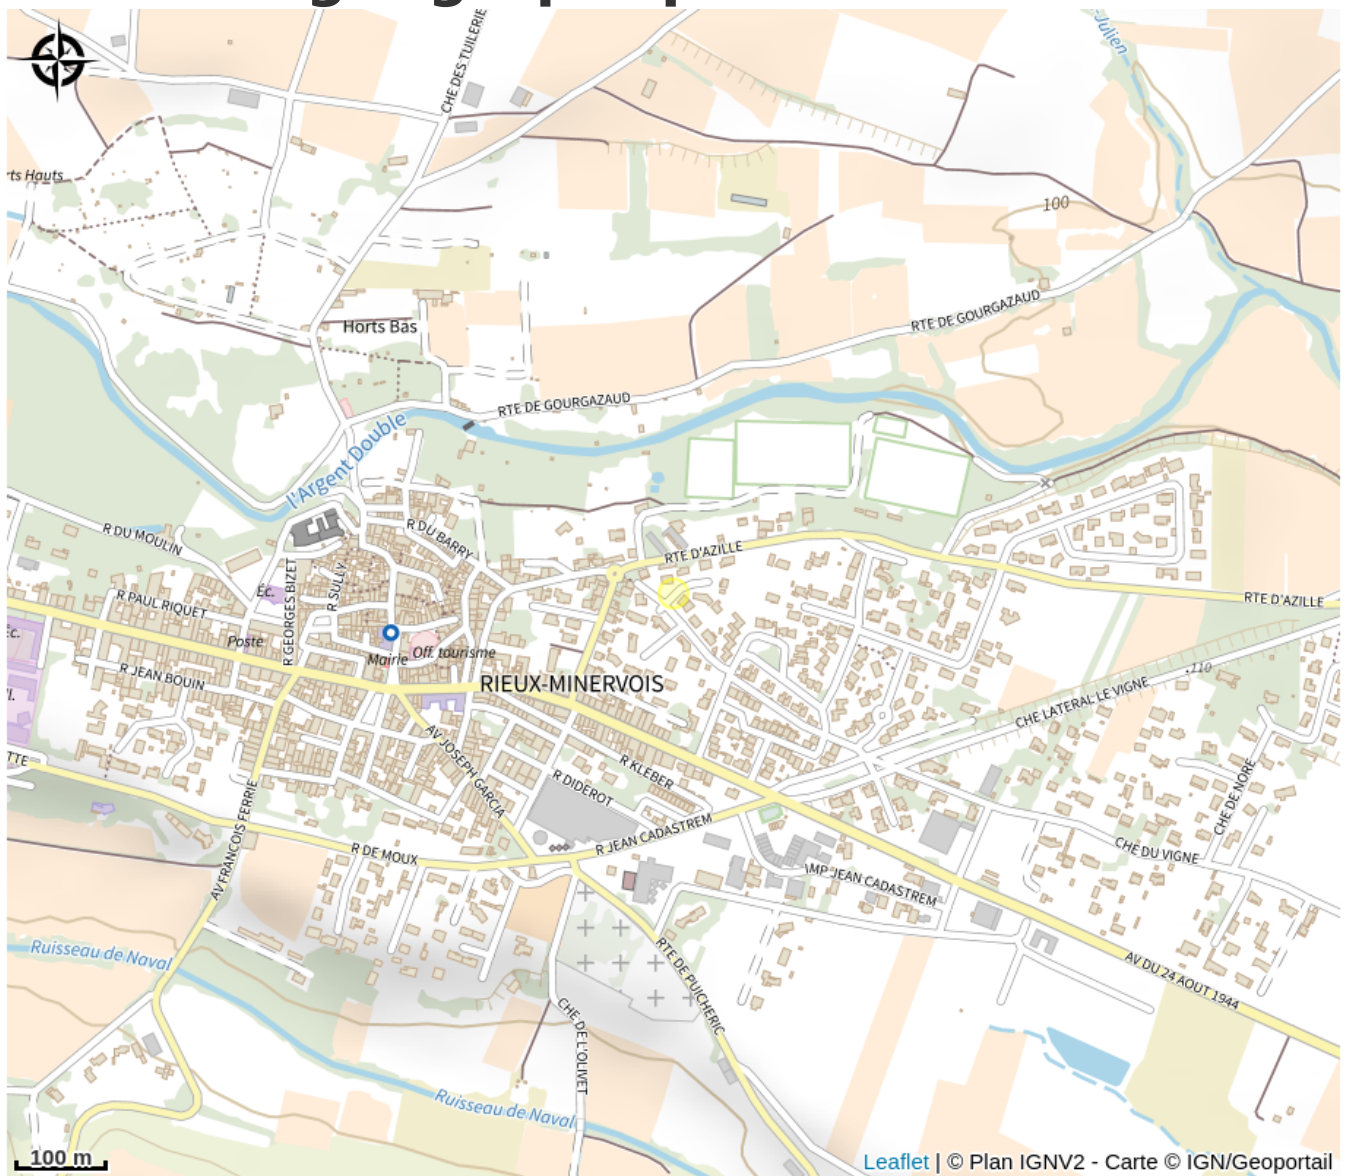 CHE DES TUILERIE
-Julien
rts Hauts
100
RTE DE GOURGAZAUD
Horts Bas
RTE DE GOURGAZAUD
l'Argent Double
R DU MOULIN
R DU BARRY
RTE D'AZILLE
R GEORGES BIZET
R SULLY
Éc.
R PAUL RIQUET
RTE D'AZILLE
Éc.
Poste
Mairie
Off. tourisme
R JEAN BOUIN
RIEUX-MINERVOIS
110
CHE LATERAL LE VIGNE
TTE
AV JOSEPH GARCIA
R KLEBER
R DIDEROT
CHE DE NORE
AV FRANCOIS FERRIE
R JEAN CADASTREM
R DE MOUX
CHE DU VIGNE
IMP JEAN CADASTREM
Ruisseau de Naval
RTE DE PUICHERIC
AV DU 24 AOUT 1944
CHE DE L'OLIVET
Ruisseau de Naval
100 m
Leaflet | © Plan IGNV2 - Carte © IGN/Geoportail